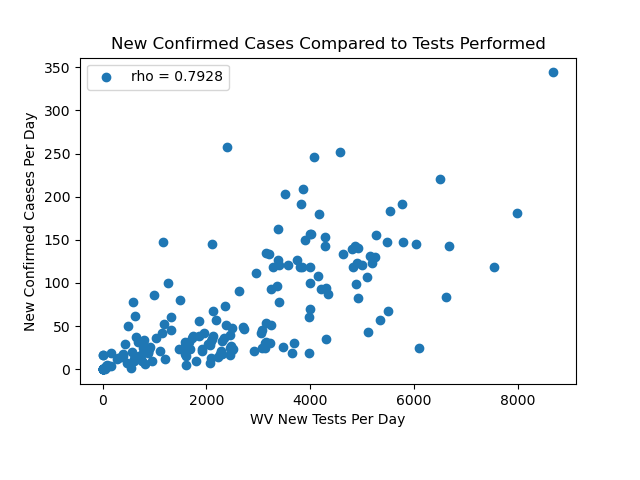 New Confirmed Cases Compared to Tests Performed
rho = 0.7928
New Confirmed Caeses Per Day
350
300
250
200
150
100
50
0
0 2000 4000 6000 8000
WV New Tests Per Day